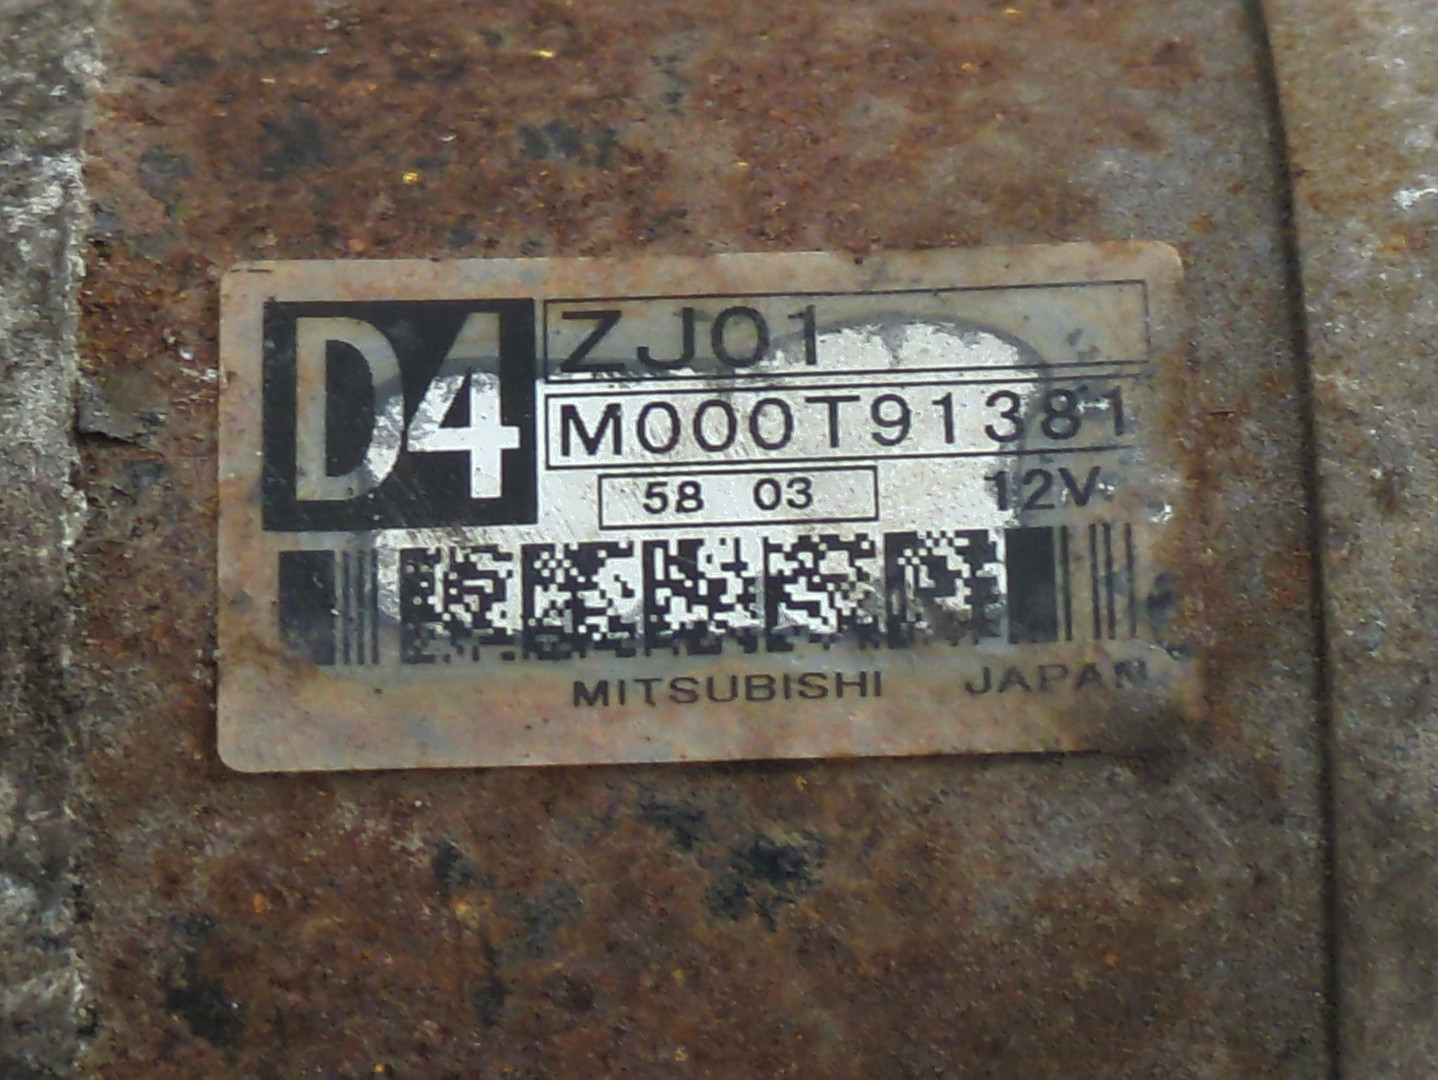 D4
ZJ01
M000T91381
58 03
12V
MITSUBISHI JAPAN